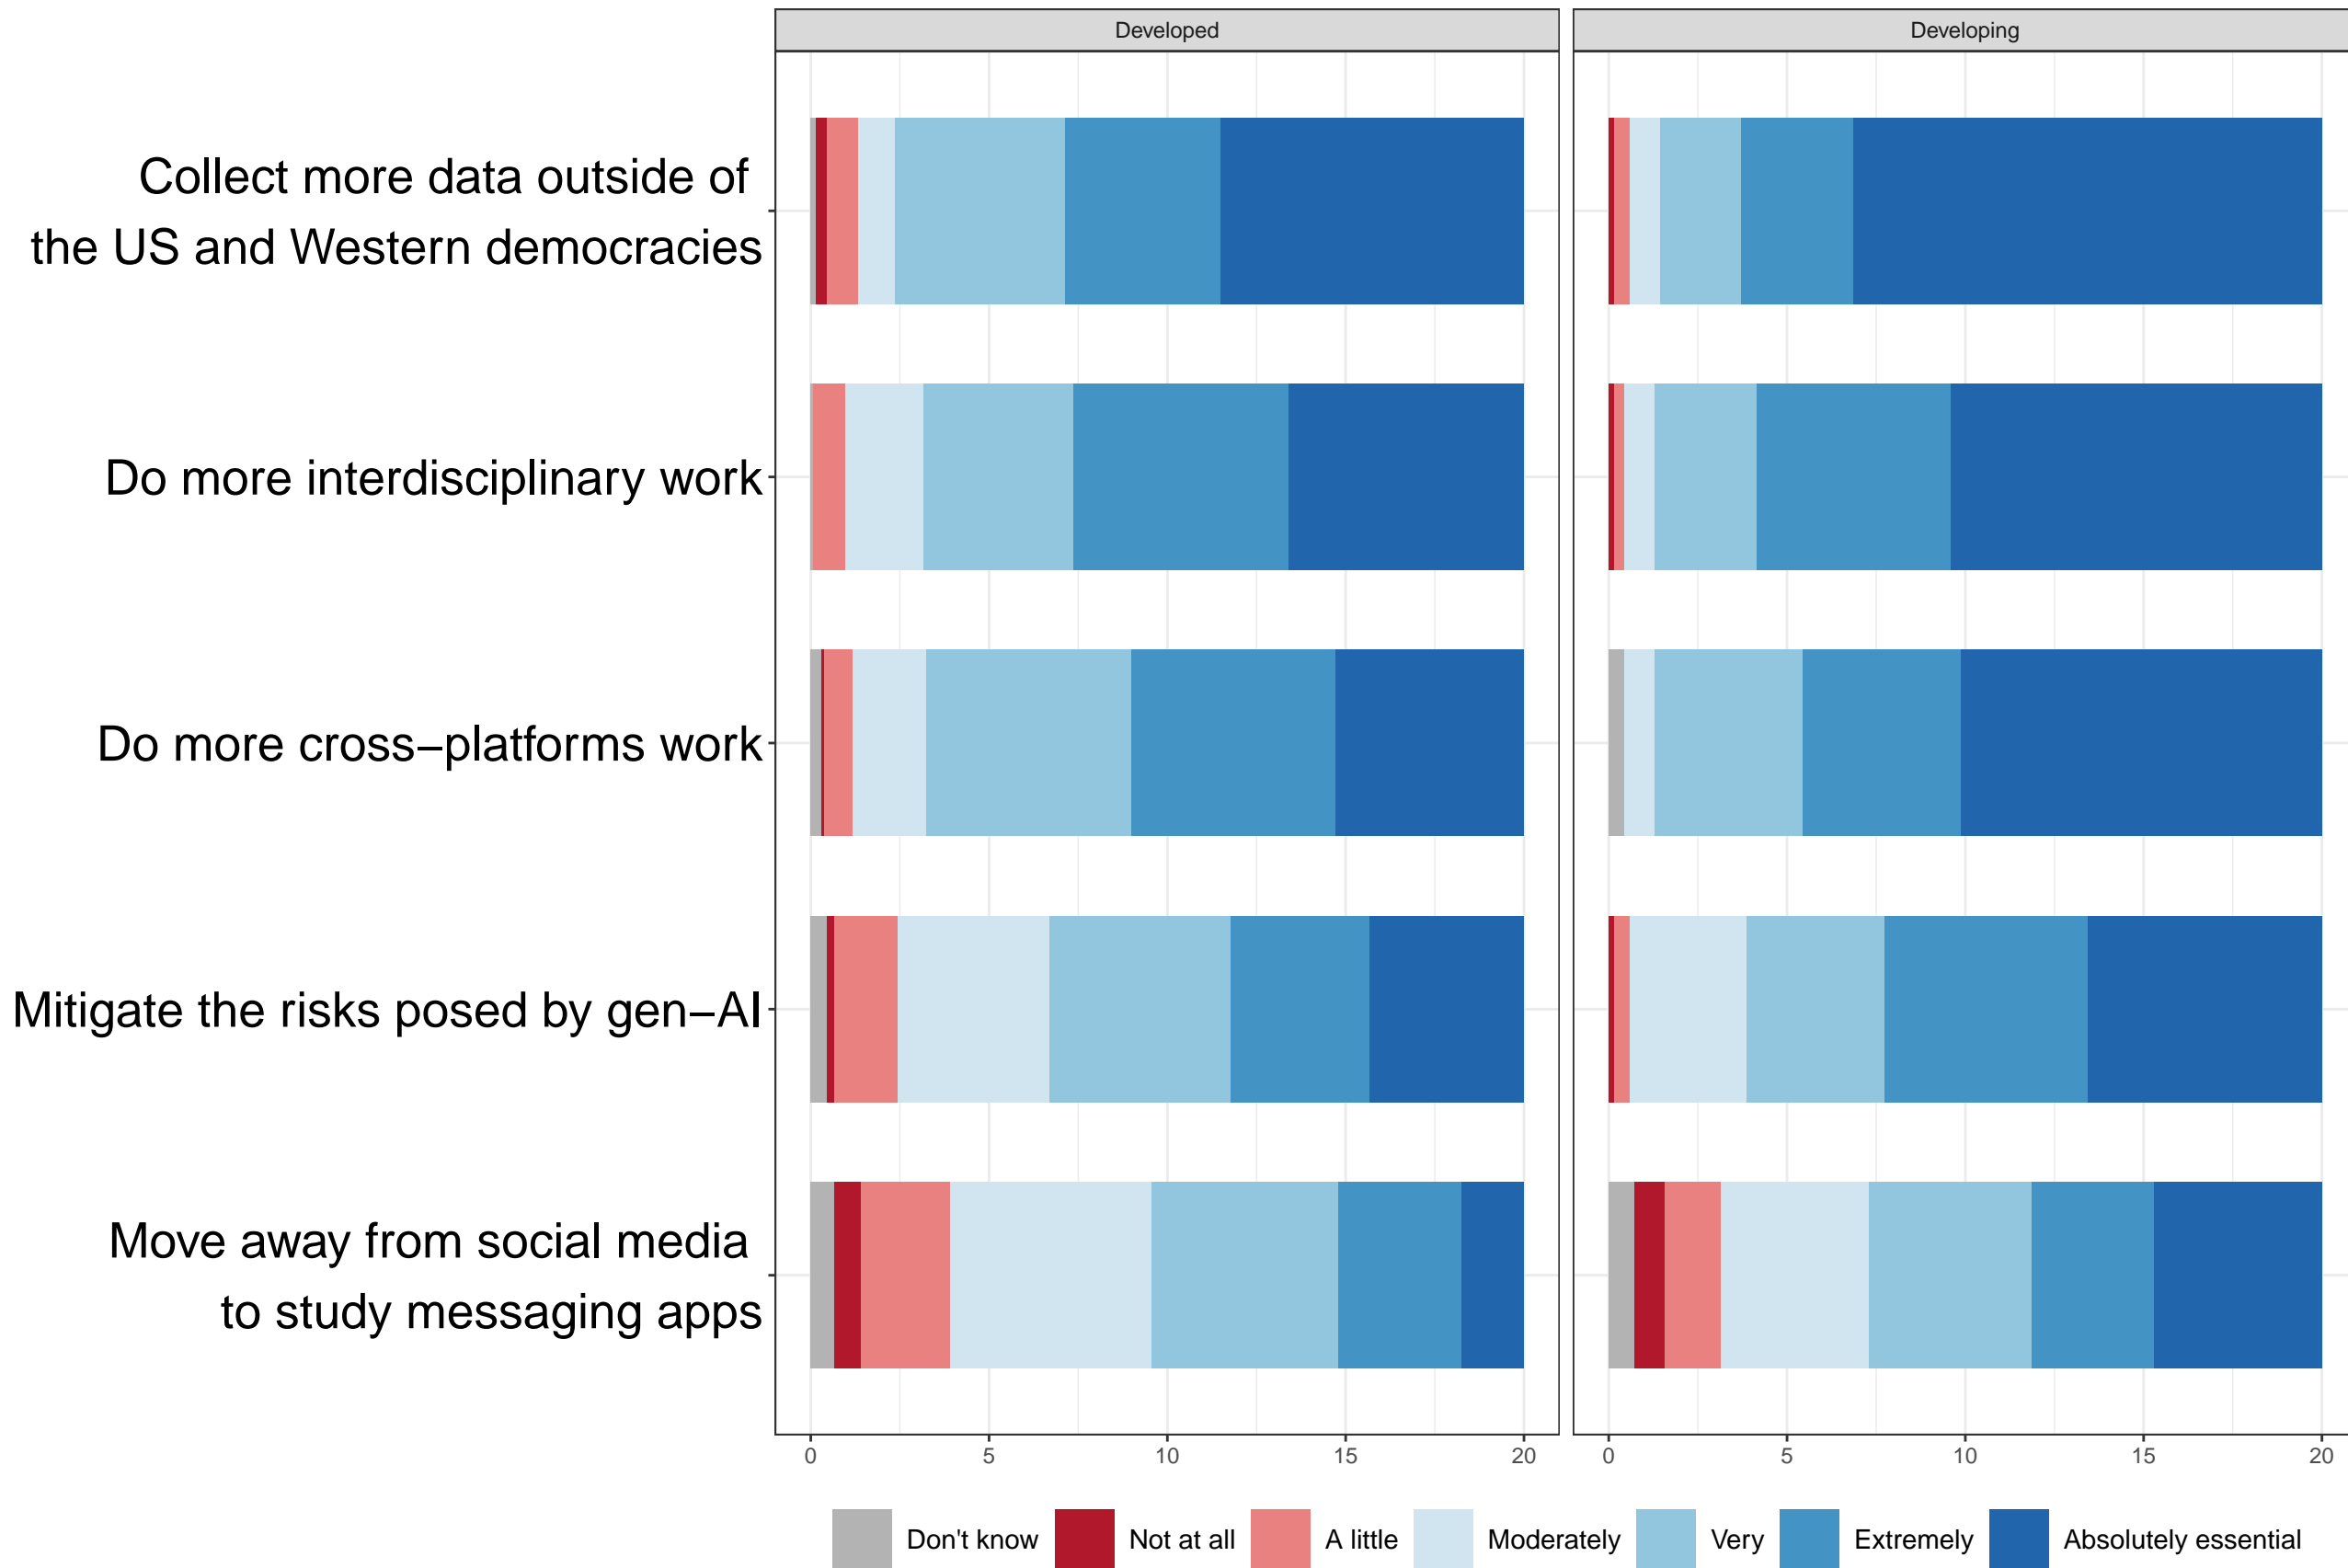 Developed
Developing
Collect more data outside of
the US and Western democracies
Do more interdisciplinary work
Do more cross−platforms work
Mitigate the risks posed by gen−AI
Move away from social media
to study messaging apps
0 5 10 15 20
0 5 10 15 20
Don't know Not at all A little Moderately Very Extremely Absolutely essential